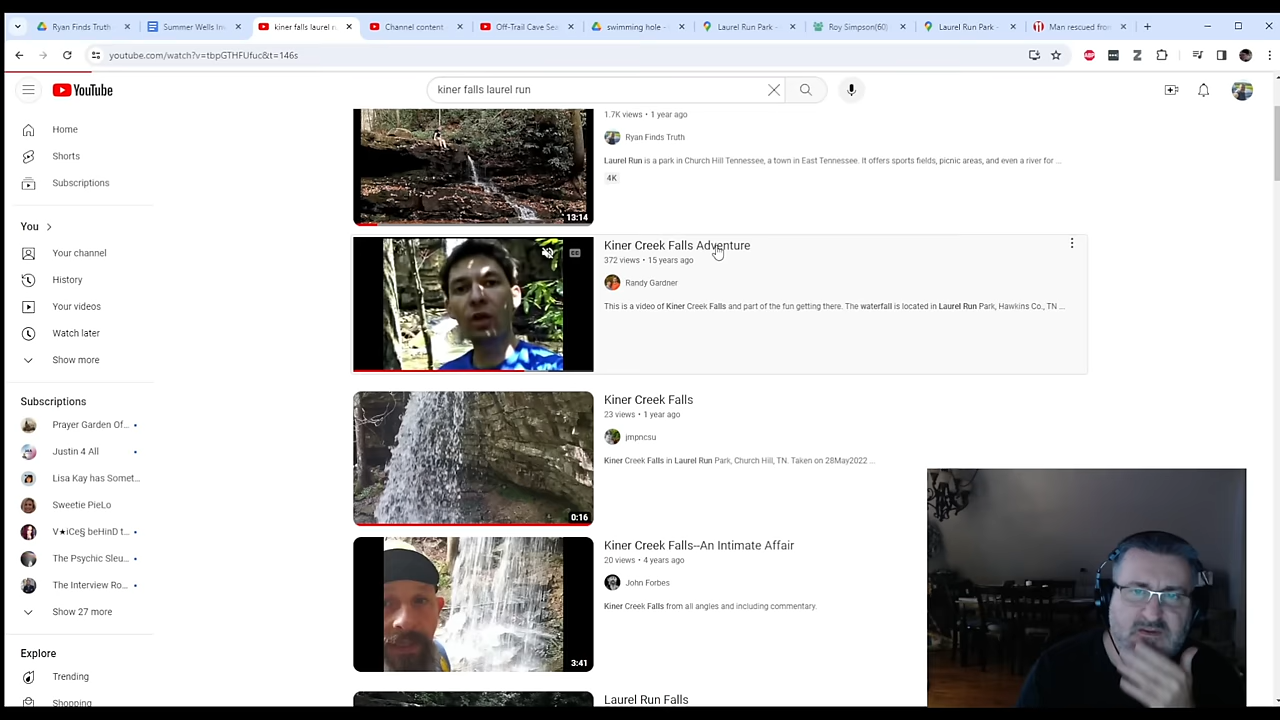 Ryan Finds Truth
Summer Wells In
kiner falls laurel ru
Channel content
Off-Trail Cave Sea
swimming hole -
Laurel Run Park -
Roy Simpson(60)
Laurel Run Park -
Man rescued from
youtube.com/watch?v=tbpGTHFUfuc&t=146s
ABP
Z
YouTube
kiner falls laurel run
Home
Shorts
Subscriptions
You
Your channel
History
Your videos
Watch later
Show more
Subscriptions
Prayer Garden Of...
Justin 4 All
Lisa Kay has Somet...
Sweetie PieLo
V★iCe§ beHinD t...
The Psychic Sleu...
The Interview Ro...
Show 27 more
Explore
Trending
Shopping
1.7K views • 1 year ago
Ryan Finds Truth
Laurel Run is a park in Church Hill Tennessee, a town in East Tennessee. It offers sports fields, picnic areas, and even a river for ...
4K
13:14
Kiner Creek Falls Adventure
372 views • 15 years ago
Randy Gardner
This is a video of Kiner Creek Falls and part of the fun getting there. The waterfall is located in Laurel Run Park, Hawkins Co., TN ...
CC
Kiner Creek Falls
23 views • 1 year ago
jmpncsu
Kiner Creek Falls in Laurel Run Park, Church Hill, TN. Taken on 28May2022 ...
0:16
Kiner Creek Falls--An Intimate Affair
20 views • 4 years ago
John Forbes
Kiner Creek Falls from all angles and including commentary.
3:41
Laurel Run Falls